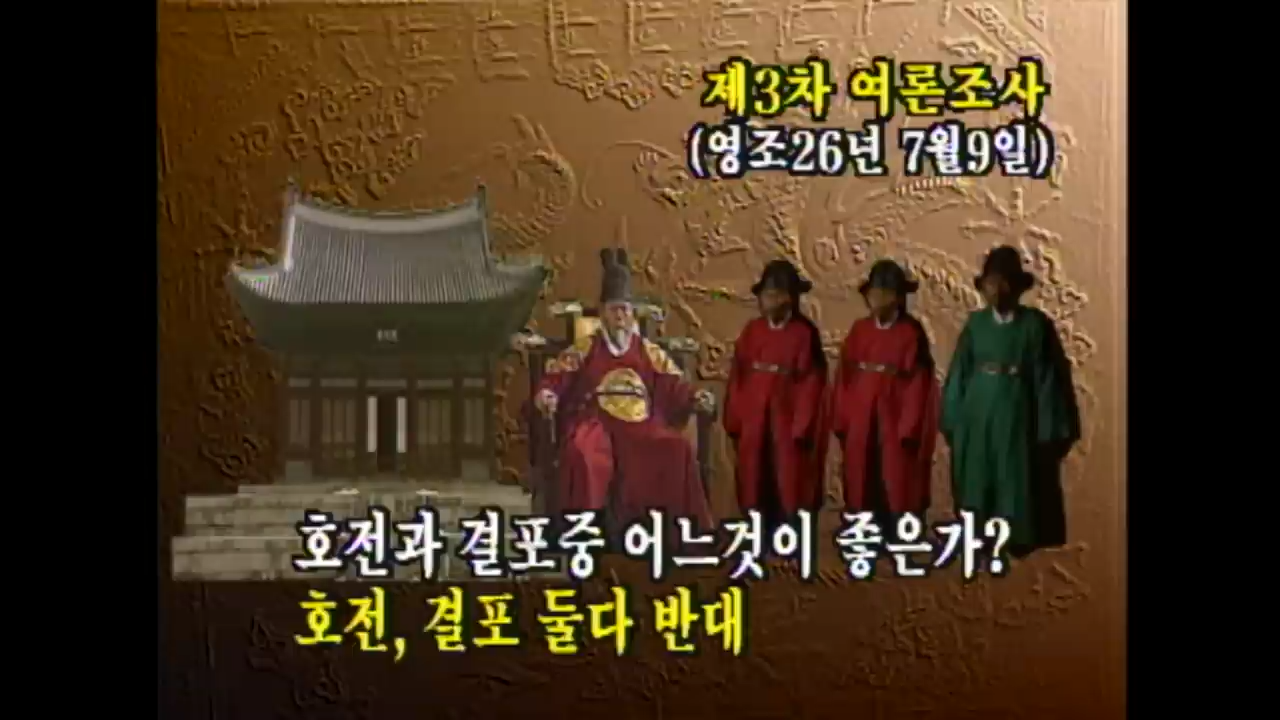 제3차 여론조사
(영조26년 7월9일)
호전과 결포중 어느것이 좋은가?
호전, 결포 둘다 반대